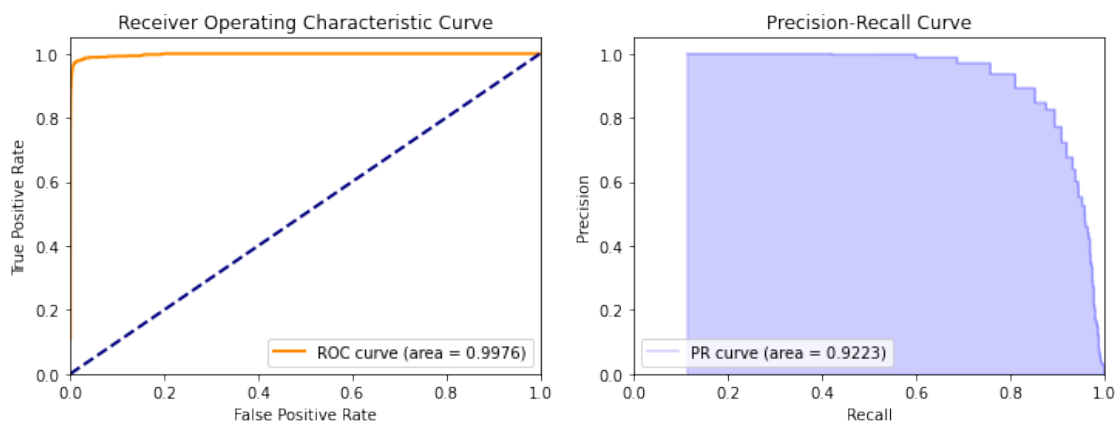 Receiver Operating Characteristic Curve
1.0
0.8
0.6
0.4
0.2
0.0
True Positive Rate
0.0 0.2 0.4 0.6 0.8 1.0
False Positive Rate
ROC curve (area = 0.9976)
Precision-Recall Curve
1.0
0.8
0.6
0.4
0.2
0.0
Precision
0.0 0.2 0.4 0.6 0.8 1.0
Recall
PR curve (area = 0.9223)